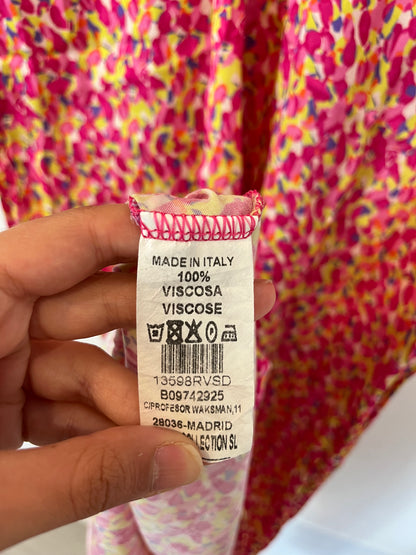 MADE IN ITALY
100%
VISCOSA
VISCOSE
13598RVSD
B09742925
C/PROFESOR WAKSMAN,11
28036-MADRID
COLLECTION SL